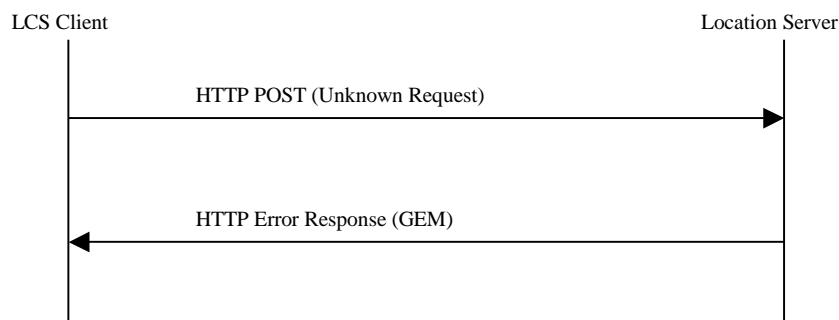 LCS Client
Location Server
HTTP POST (Unknown Request)
HTTP Error Response (GEM)